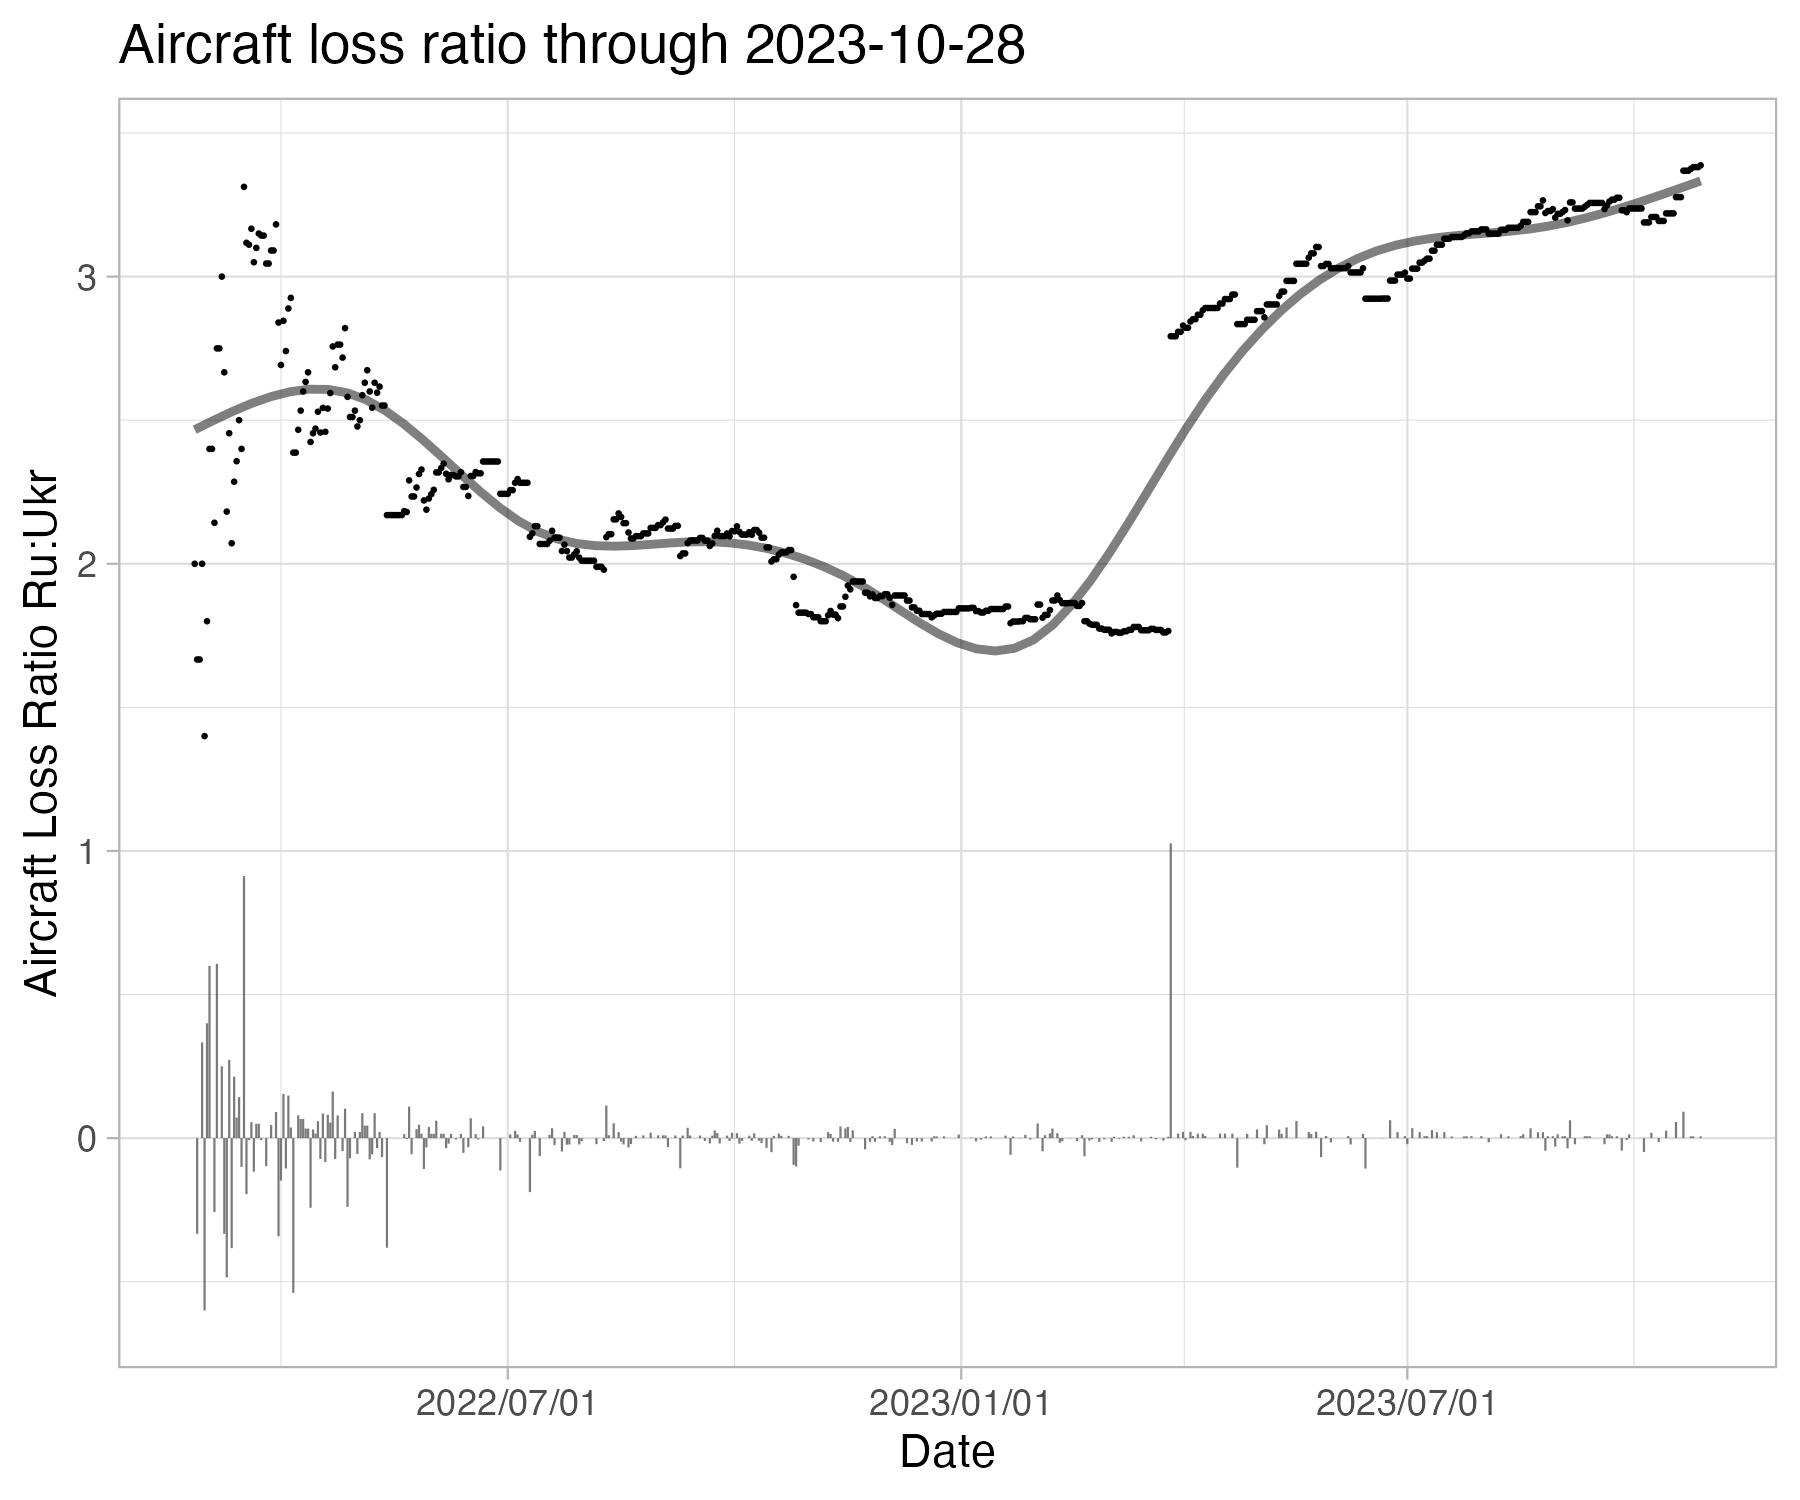 Aircraft loss ratio through 2023-10-28
Aircraft Loss Ratio Ru:Ukr
3
2
1
0
2022/07/01
2023/01/01
2023/07/01
Date